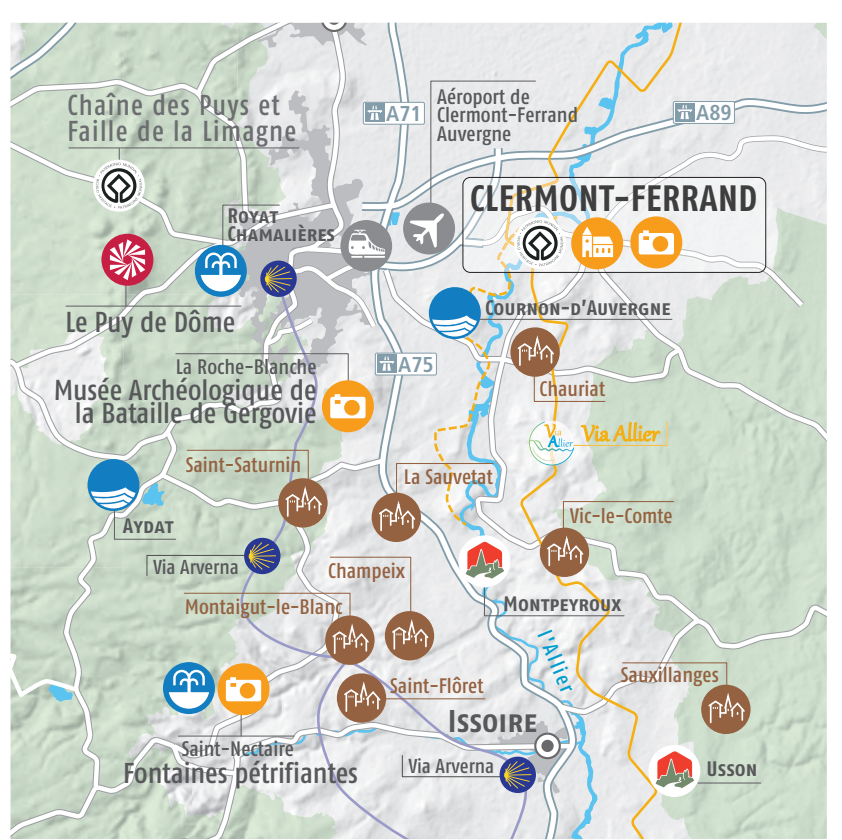 Chaîne des Puys et
Faille de la Limagne
A71
Aéroport de
Clermont-Ferrand
Auvergne
A89
CLERMONT-FERRAND
Royat
Chamalières
Le Puy de Dôme
Cournon-d'Auvergne
La Roche-Blanche
Musée Archéologique de
la Bataille de Gergovie
A75
Chauriat
Via
Allier
Via Allier
Saint-Saturnin
La Sauvetat
Aydat
Vic-le-Comte
Via Arverna
Champeix
Montaigut-le-Blanc
Montpeyroux
l'Allier
Saint-Flôret
Sauxillanges
Issoire
Saint-Nectaire
Fontaines pétrifiantes
Via Arverna
Usson